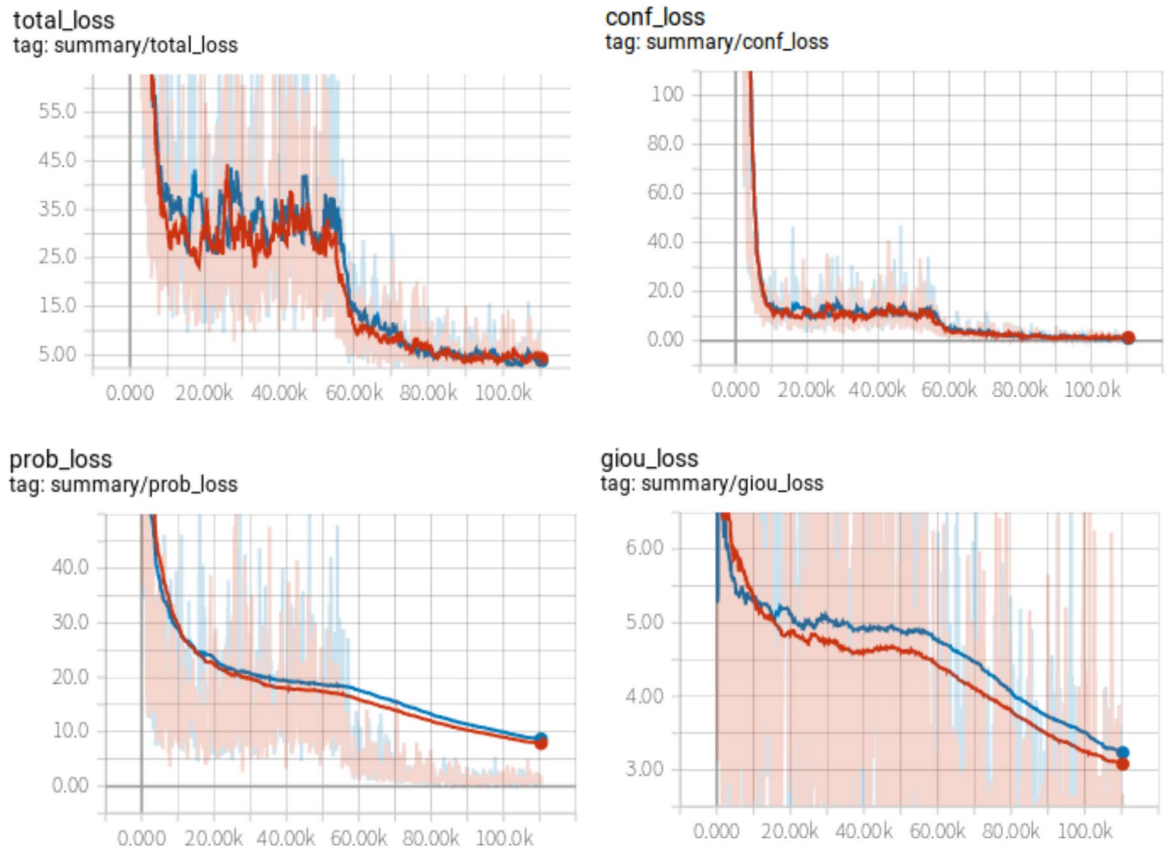 total_loss
tag: summary/total_loss
55.0
45.0
35.0
25.0
15.0
5.00
0.000 20.00k 40.00k 60.00k 80.00k 100.0k
conf_loss
tag: summary/conf_loss
100
80.0
60.0
40.0
20.0
0.00
0.000 20.00k 40.00k 60.00k 80.00k 100.0k
prob_loss
tag: summary/prob_loss
40.0
30.0
20.0
10.0
0.00
0.000 20.00k 40.00k 60.00k 80.00k 100.0k
giou_loss
tag: summary/giou_loss
6.00
5.00
4.00
3.00
0.000 20.00k 40.00k 60.00k 80.00k 100.0k